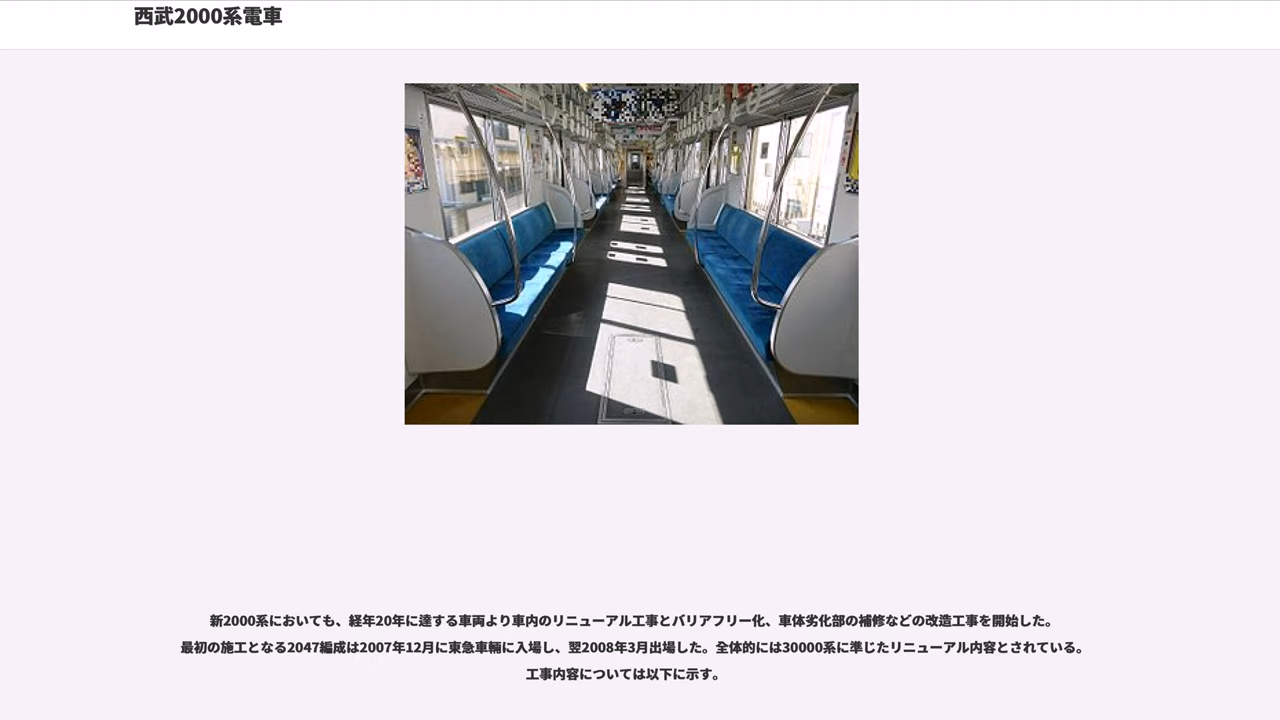 西武2000系電車
新2000系においても、経年20年に達する車両より車内のリニューアル工事とバリアフリー化、車体劣化部の補修などの改造工事を開始した。
最初の施工となる2047編成は2007年12月に東急車輛に入場し、翌2008年3月出場した。全体的には30000系に準じたリニューアル内容とされている。
工事内容については以下に示す。